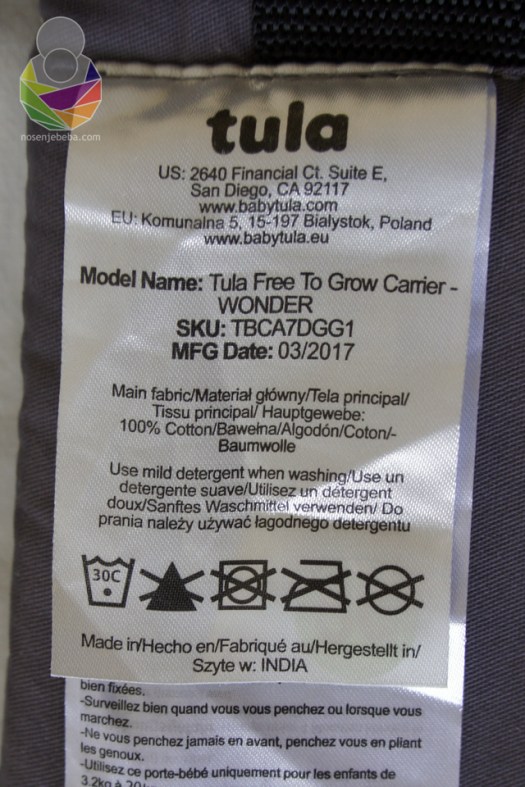 nosenjebeba.com
tula
US: 2640 Financial Ct. Suite E,
San Diego, CA 92117
www.babytula.com
EU: Komunalna 5, 15-197 Bialystok, Poland
www.babytula.eu
Model Name: Tula Free To Grow Carrier -
WONDER
SKU: TBCA7DGG1
MFG Date: 03/2017
Main fabric/Materiał główny/Tela principal/
Tissu principal/ Hauptgewebe:
100% Cotton/Bawełna/Algodón/Coton/-
Baumwolle
Use mild detergent when washing/Use un
detergente suave/Utilisez un détergent
doux/Sanftes Waschmittel verwenden/ Do
prania należy używać łagodnego detergentu
30C
Made in/Hecho en/Fabriqué au/Hergestellt in/
Szyte w: INDIA
bien fixées.
-Surveillez bien quand vous vous penchez ou lorsque vous
marchez.
-Ne vous penchez jamais en avant, penchez vous en pliant
les genoux.
-Utilisez ce porte-bébé uniquement pour les enfants de
3.2kg à